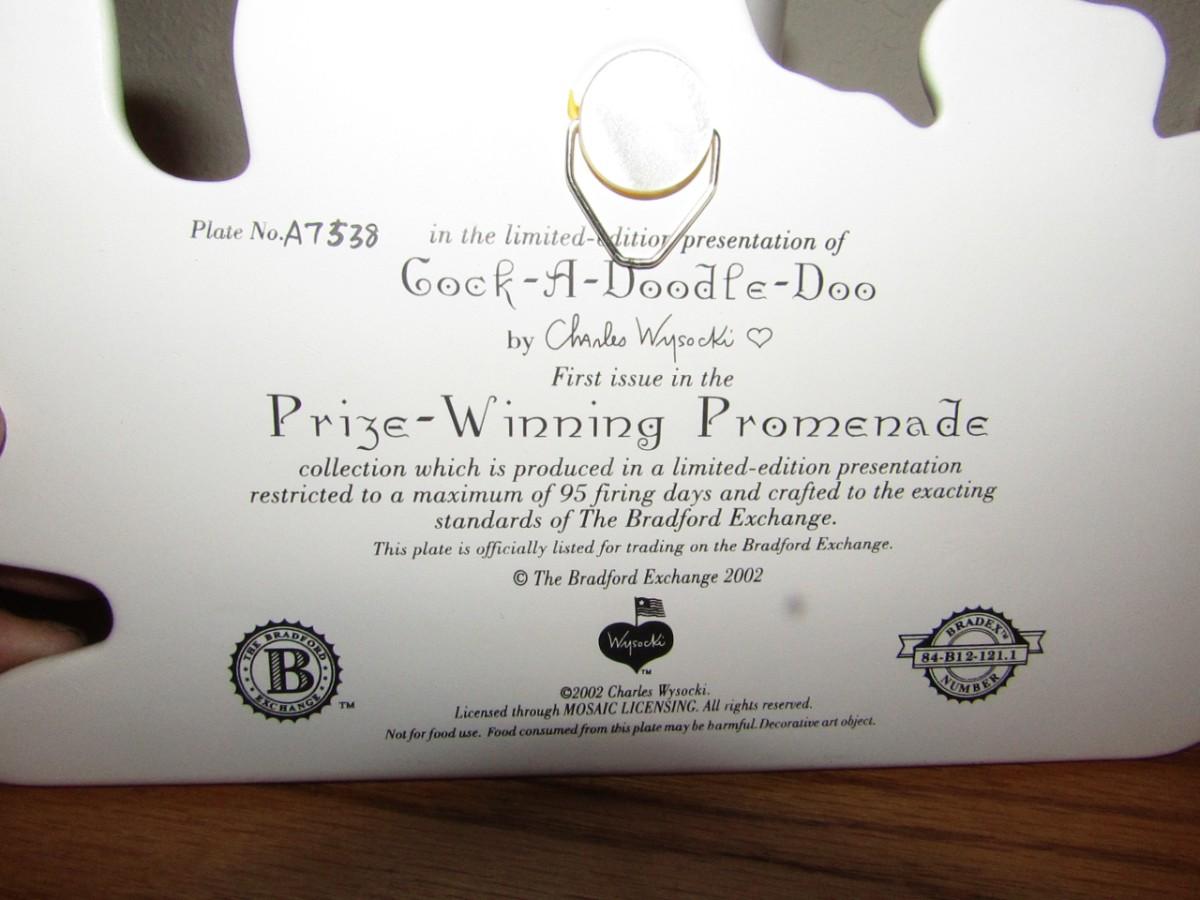 Plate No. A7538 in the limited-edition presentation of
Cock-A-Doodle-Doo
by Charles Wysocki ♡
First issue in the
Prize-Winning Promenade
collection which is produced in a limited-edition presentation
restricted to a maximum of 95 firing days and crafted to the exacting
standards of The Bradford Exchange.
This plate is officially listed for trading on the Bradford Exchange.
© The Bradford Exchange 2002
THE BRADFORD
B
EXCHANGE
TM
Wysocki
TM
BRADEX™
84-B12-121.1
NUMBER
©2002 Charles Wysocki.
Licensed through MOSAIC LICENSING. All rights reserved.
Not for food use. Food consumed from this plate may be harmful. Decorative art object.